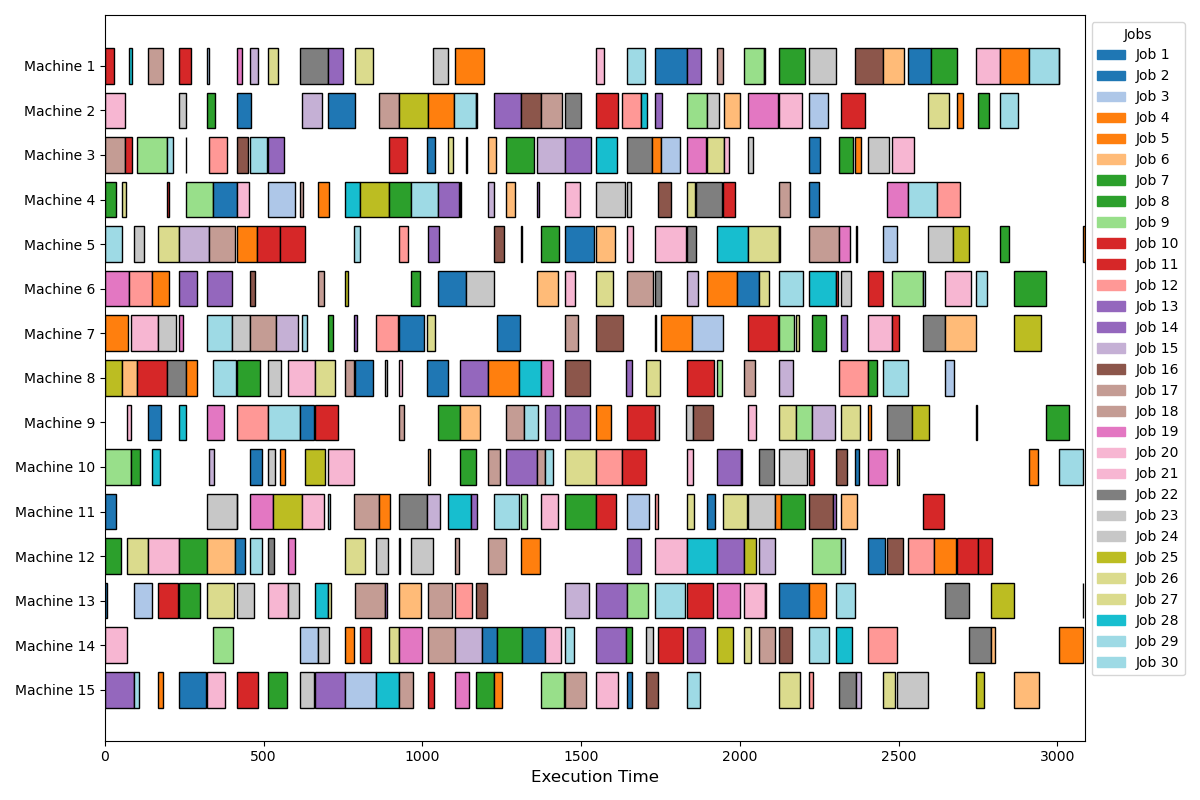 Machine 1
Machine 2
Machine 3
Machine 4
Machine 5
Machine 6
Machine 7
Machine 8
Machine 9
Machine 10
Machine 11
Machine 12
Machine 13
Machine 14
Machine 15
0 500 1000 1500 2000 2500 3000
Execution Time
Jobs
Job 1
Job 2
Job 3
Job 4
Job 5
Job 6
Job 7
Job 8
Job 9
Job 10
Job 11
Job 12
Job 13
Job 14
Job 15
Job 16
Job 17
Job 18
Job 19
Job 20
Job 21
Job 22
Job 23
Job 24
Job 25
Job 26
Job 27
Job 28
Job 29
Job 30